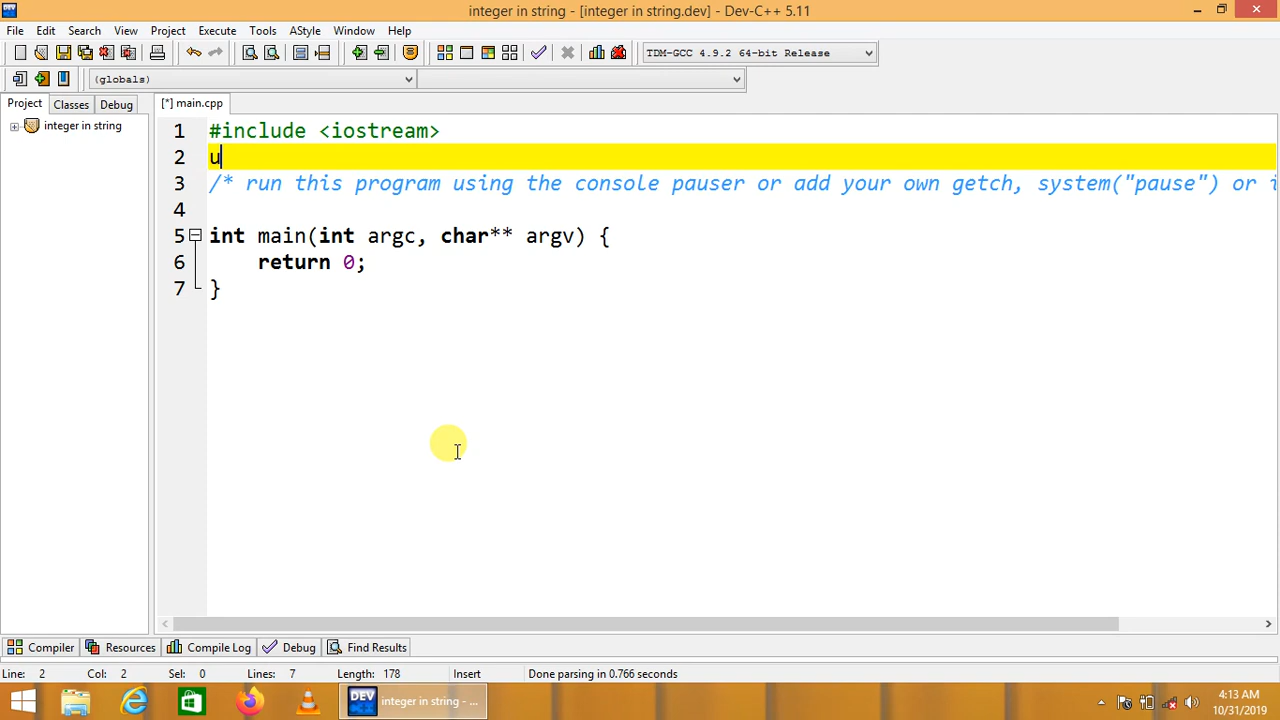 integer in string - [integer in string.dev] - Dev-C++ 5.11
File Edit Search View Project Execute Tools AStyle Window Help
TDM-GCC 4.9.2 64-bit Release
(globals)
Project Classes Debug [*] main.cpp
integer in string
1 #include <iostream>
2 u
3 /* run this program using the console pauser or add your own getch, system("pause") or i
4
5 int main(int argc, char** argv) {
6 return 0;
7 }
Compiler Resources Compile Log Debug Find Results
Line: 2 Col: 2 Sel: 0 Lines: 7 Length: 178 Insert Done parsing in 0.766 seconds
DEV integer in string - ...
4:13 AM
10/31/2019